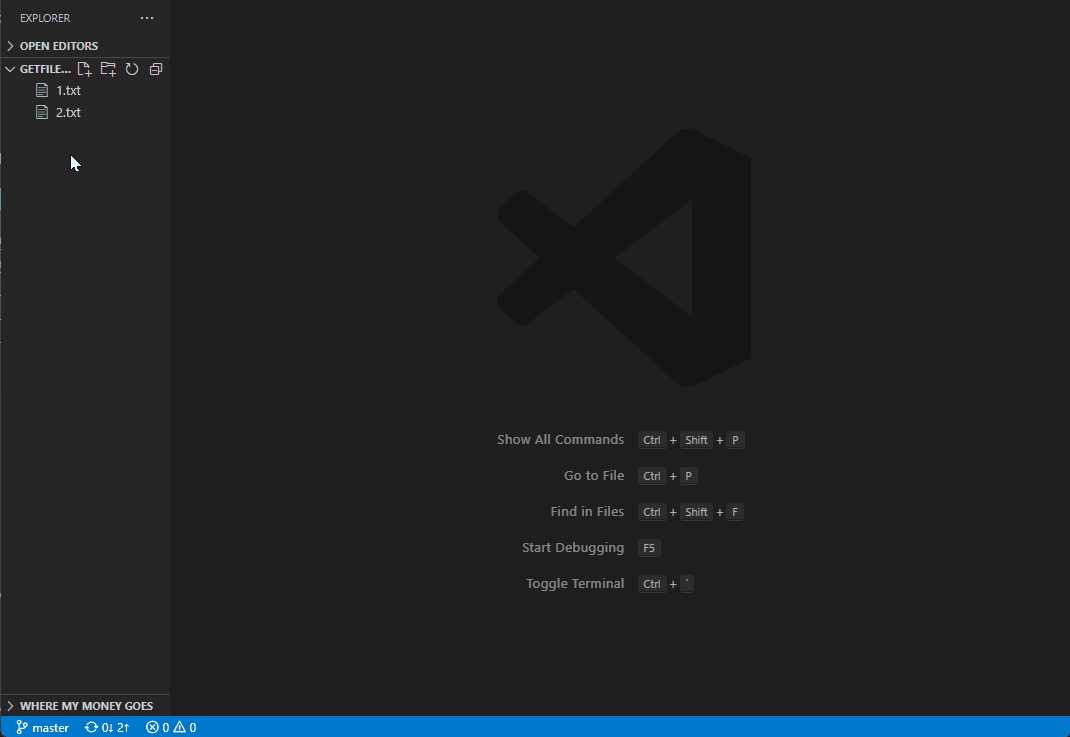 EXPLORER ...
OPEN EDITORS
GETFILE...
1.txt
2.txt
Show All Commands Ctrl + Shift + P
Go to File Ctrl + P
Find in Files Ctrl + Shift + F
Start Debugging F5
Toggle Terminal Ctrl + `
WHERE MY MONEY GOES
master 0↓ 2↑ 0 0